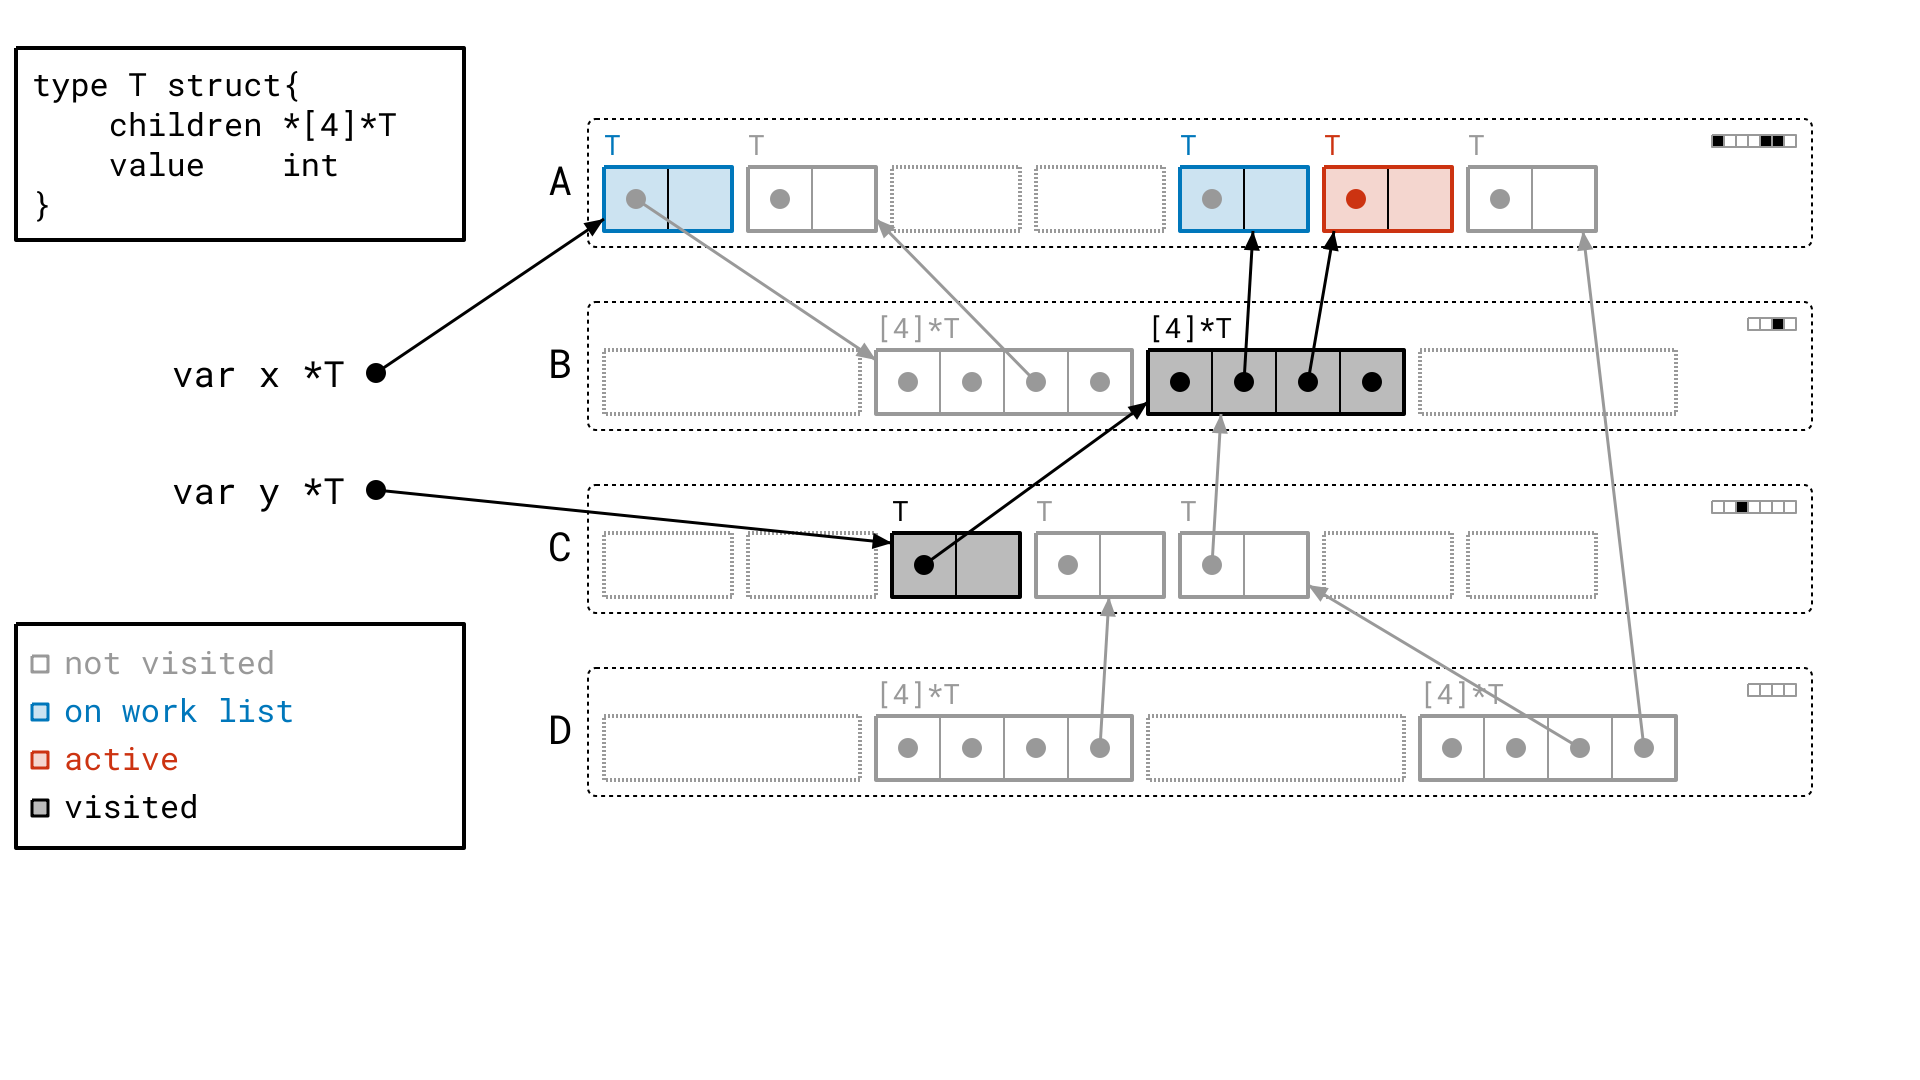 type T struct{
    children *[4]*T
    value    int
}
A
T
T
T
T
T
B
[4]*T
[4]*T
var x *T
var y *T
C
T
T
T
D
[4]*T
[4]*T
not visited
on work list
active
visited